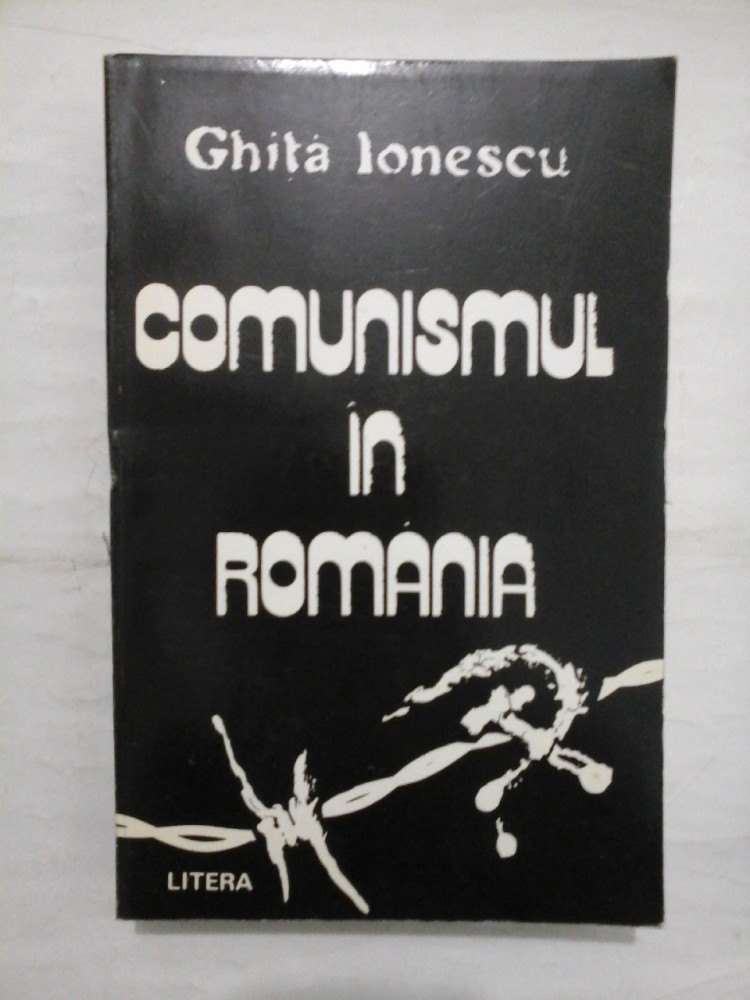 Ghiță Ionescu
COMUNISMUL
ÎN
ROMÂNIA
LITERA